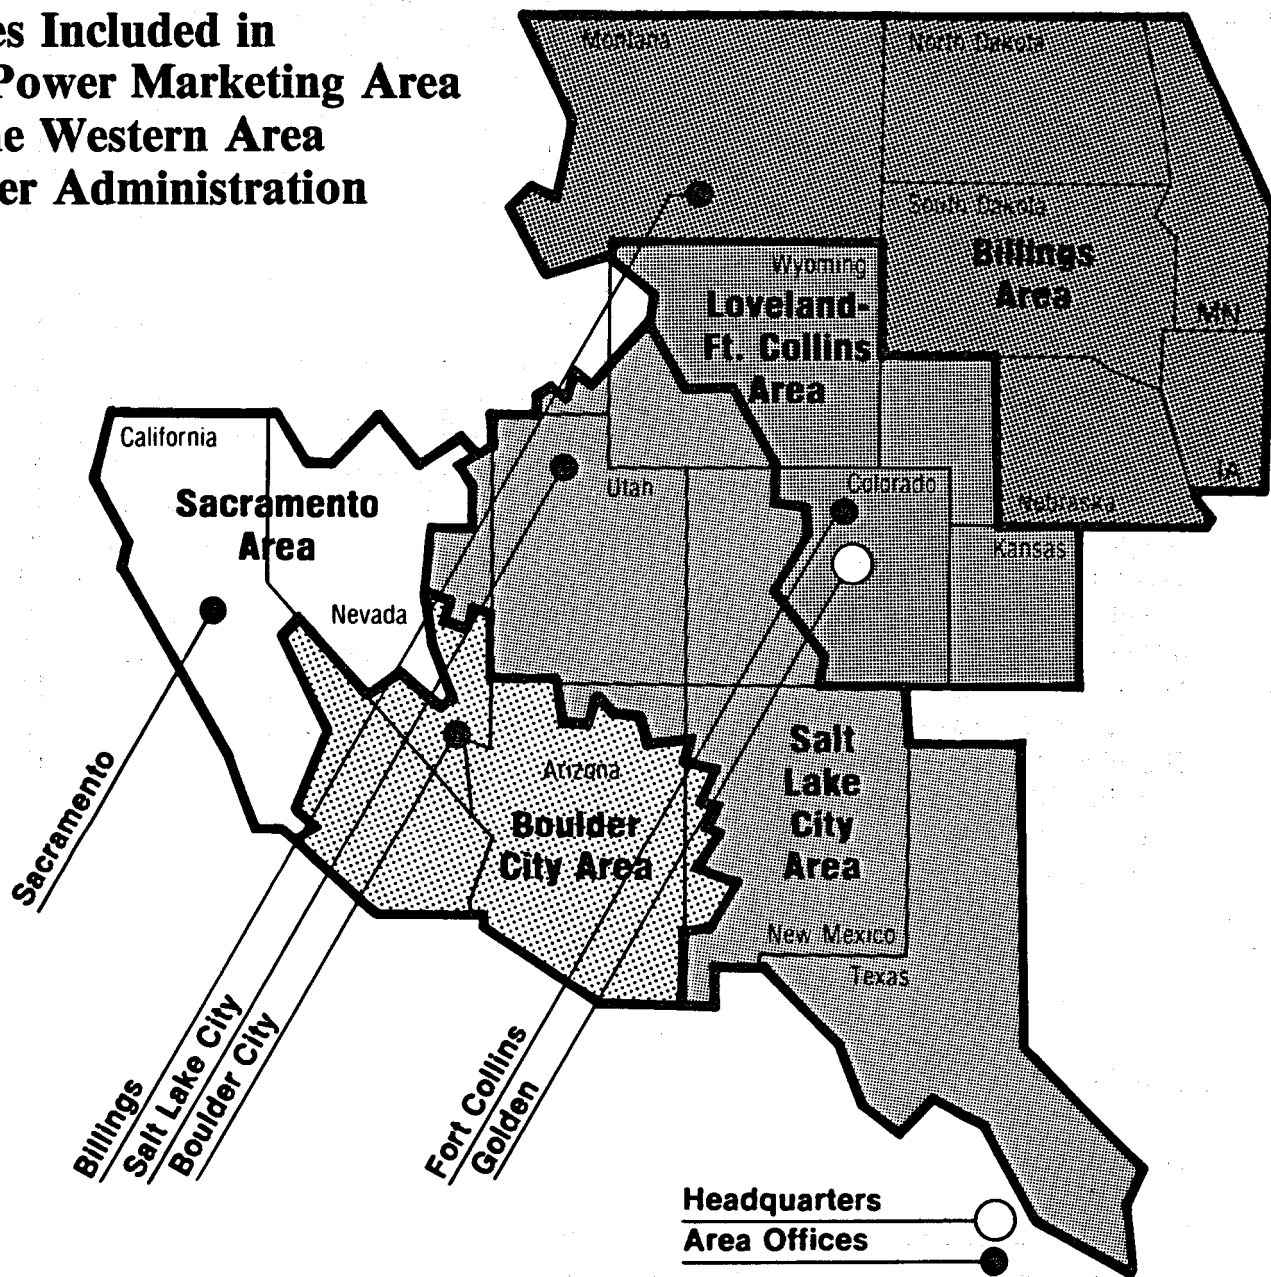 es Included in
Power Marketing Area
he Western Area
er Administration
Montana
North Dakota
South Dakota
Billings
Area
Wyoming
Loveland-
Ft. Collins
Area
MN
IA
Nebraska
California
Sacramento
Area
Nevada
Utah
Colorado
Kansas
Arizona
Boulder
City Area
Salt
Lake
City
Area
New Mexico
Texas
Sacramento
Billings
Salt Lake City
Boulder City
Fort Collins
Golden
Headquarters
Area Offices